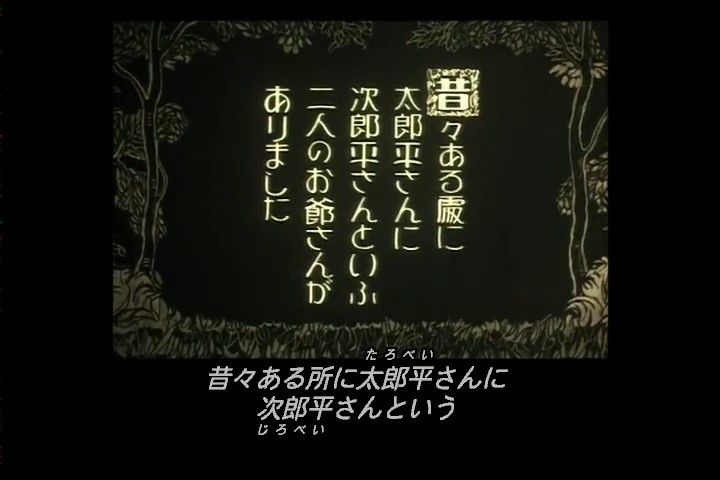 昔々ある處に
太郎平さんに
次郎平さんといふ
二人のお爺さんが
ありました
たろべい
昔々ある所に太郎平さんに
次郎平さんという
じろべい